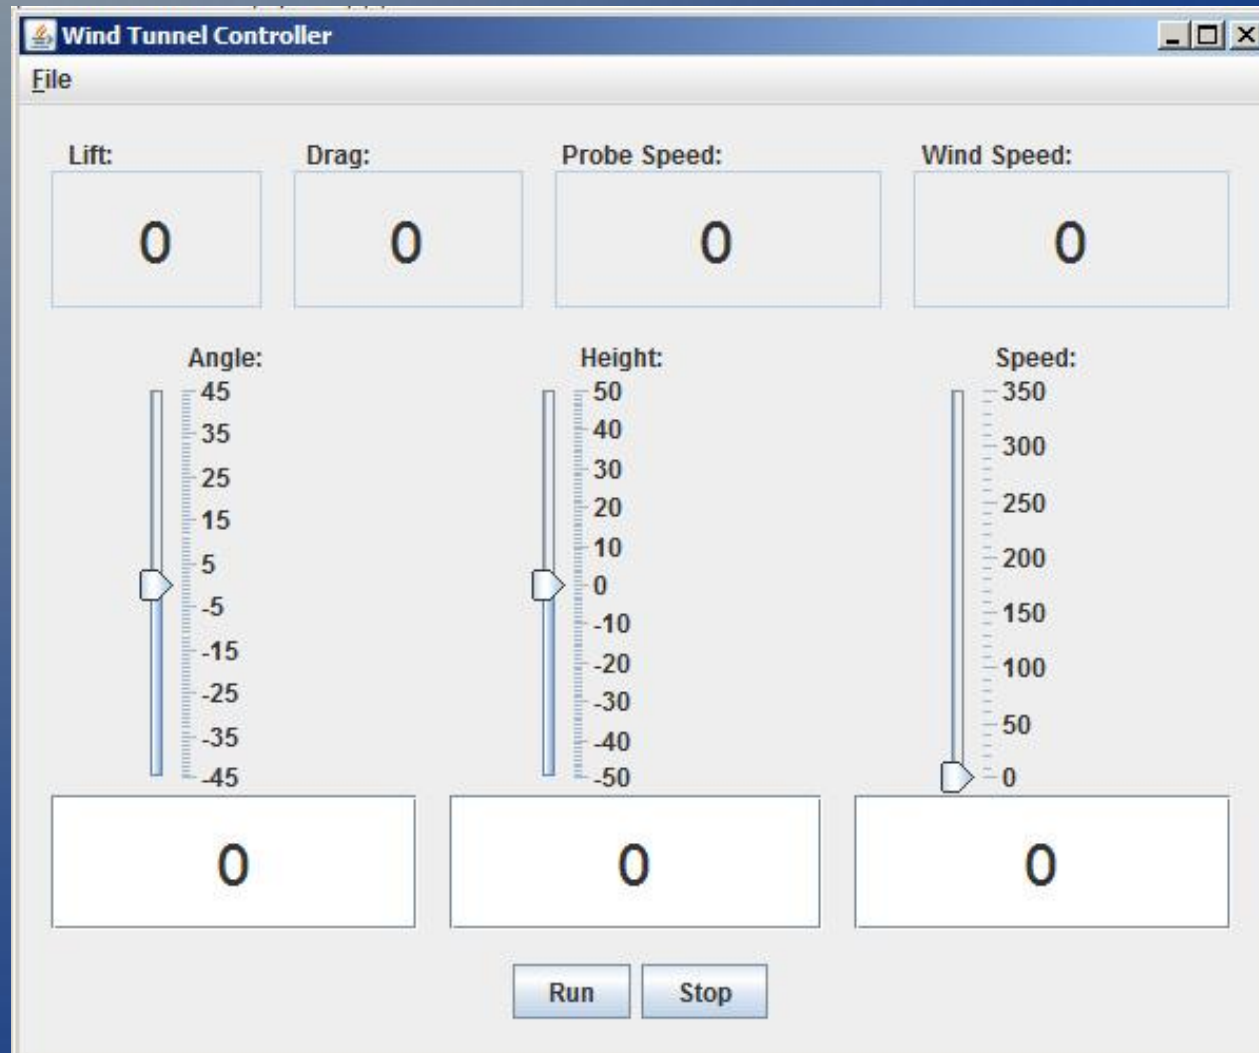 Wind Tunnel Controller
File
Lift: Drag: Probe Speed: Wind Speed:
0 0 0 0
Angle: Height: Speed:
45 50 350
35 40 300
25 30 250
15 20 200
5 10 150
-5 0 100
-15 -10 50
-25 -20 0
-35 -30
-45 -40
-50
0 0 0
Run Stop